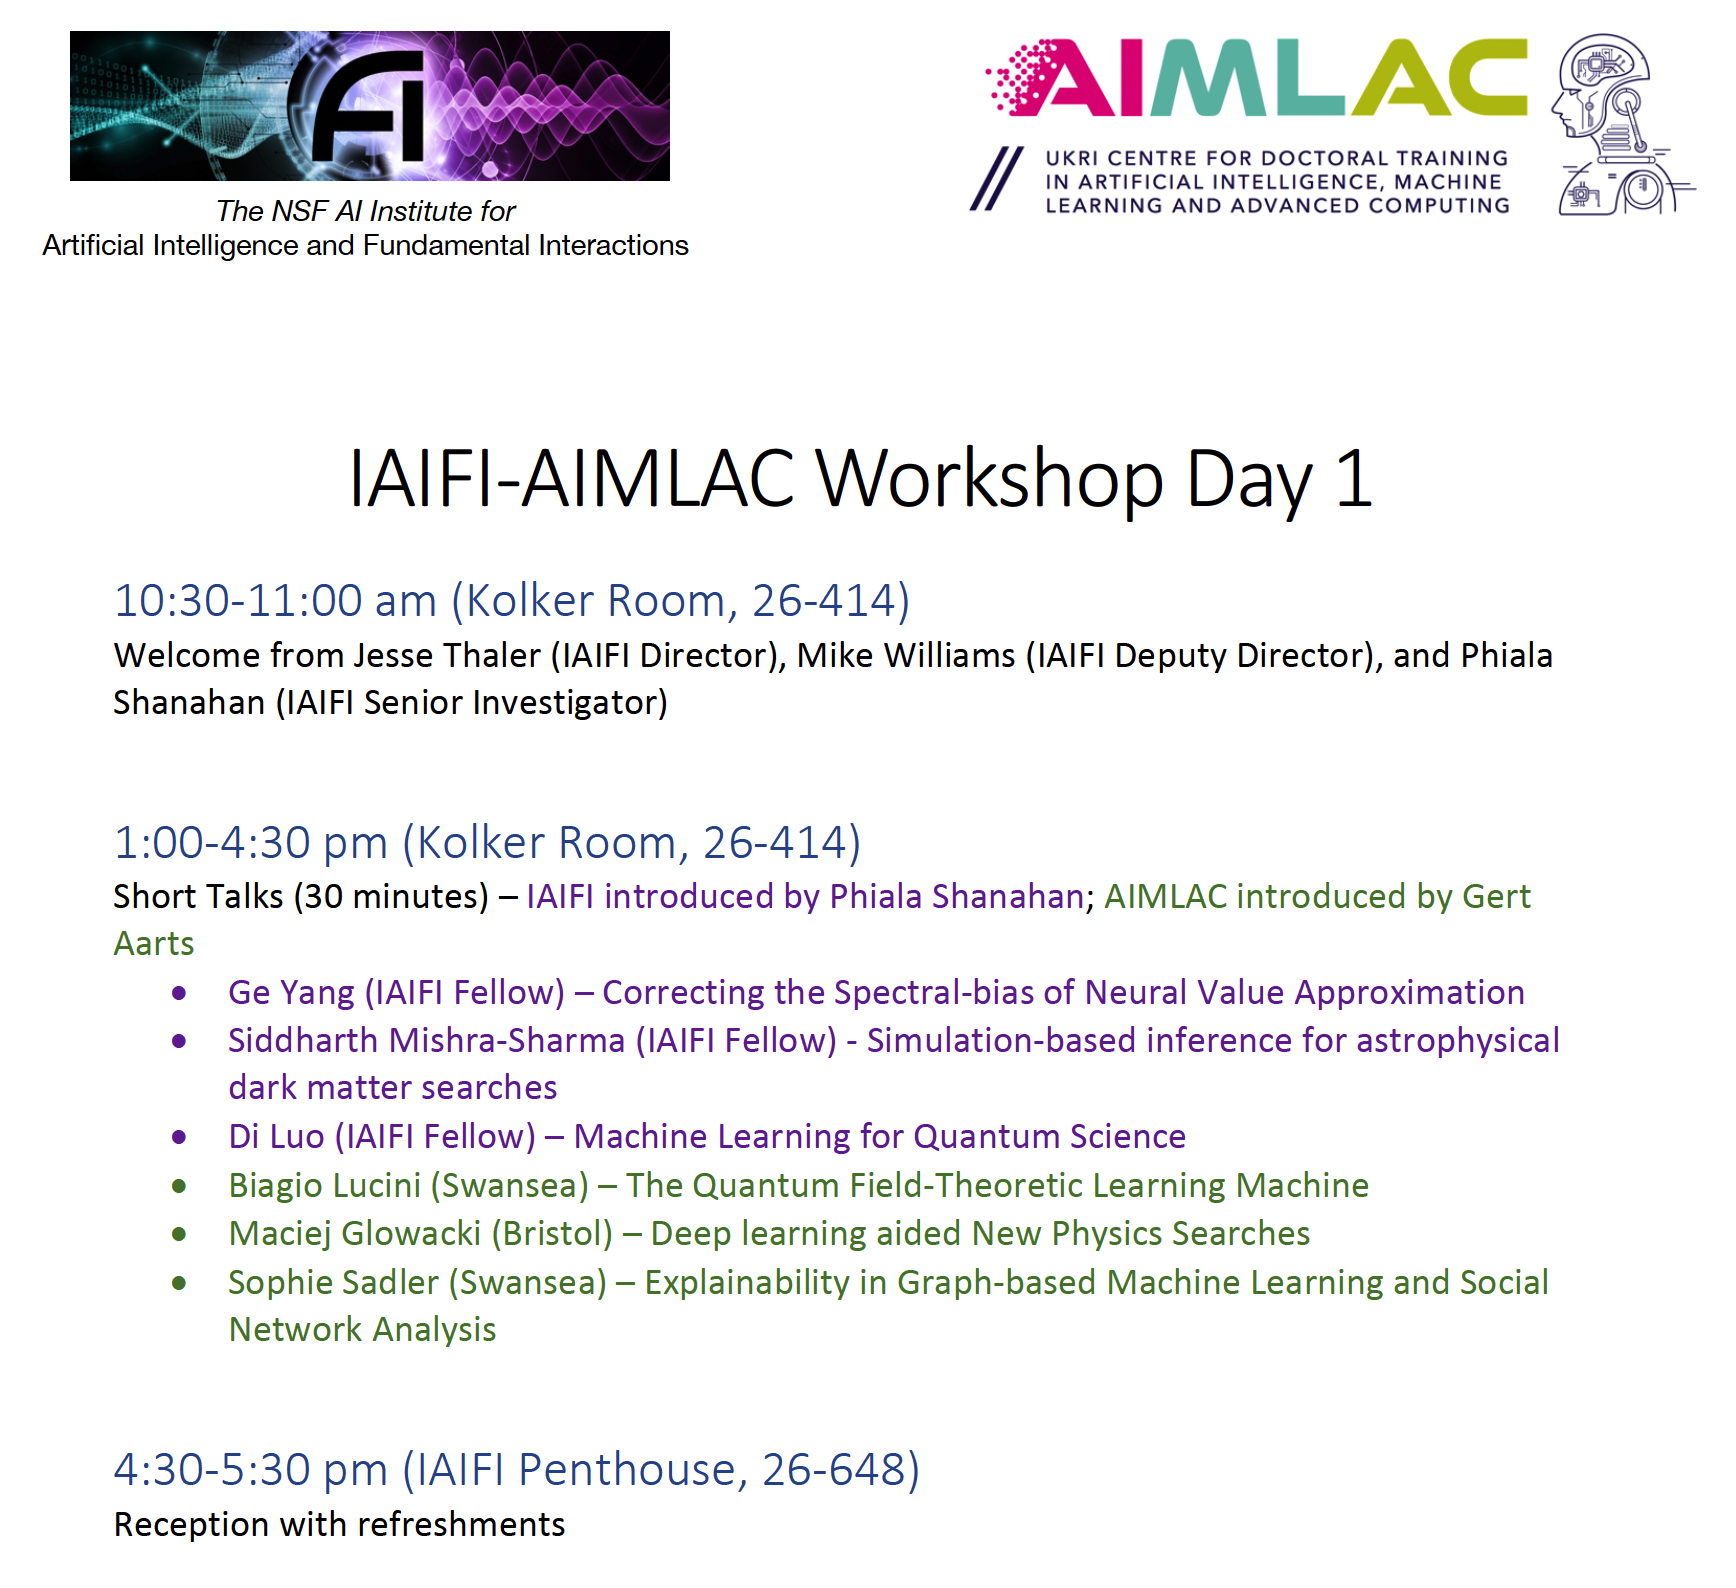 Fi
The NSF AI Institute for
Artificial Intelligence and Fundamental Interactions
AIMLAC
// UKRI CENTRE FOR DOCTORAL TRAINING
IN ARTIFICIAL INTELLIGENCE, MACHINE
LEARNING AND ADVANCED COMPUTING
IAIFI-AIMLAC Workshop Day 1
10:30-11:00 am (Kolker Room, 26-414)
Welcome from Jesse Thaler (IAIFI Director), Mike Williams (IAIFI Deputy Director), and Phiala
Shanahan (IAIFI Senior Investigator)
1:00-4:30 pm (Kolker Room, 26-414)
Short Talks (30 minutes) – IAIFI introduced by Phiala Shanahan; AIMLAC introduced by Gert
Aarts
• Ge Yang (IAIFI Fellow) – Correcting the Spectral-bias of Neural Value Approximation
• Siddharth Mishra-Sharma (IAIFI Fellow) - Simulation-based inference for astrophysical
dark matter searches
• Di Luo (IAIFI Fellow) – Machine Learning for Quantum Science
• Biagio Lucini (Swansea) – The Quantum Field-Theoretic Learning Machine
• Maciej Glowacki (Bristol) – Deep learning aided New Physics Searches
• Sophie Sadler (Swansea) – Explainability in Graph-based Machine Learning and Social
Network Analysis
4:30-5:30 pm (IAIFI Penthouse, 26-648)
Reception with refreshments